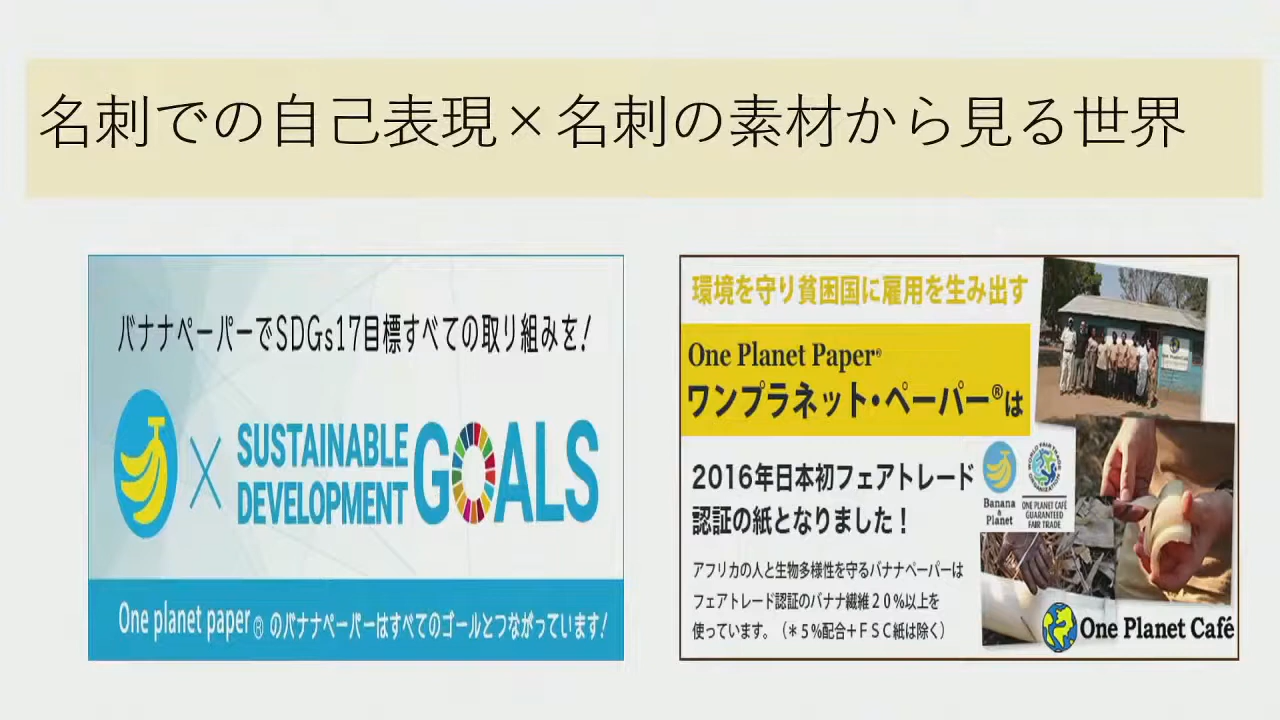 名刺での自己表現×名刺の素材から見る世界
バナナペーパーでSDGs17目標すべての取り組みを！
× SUSTAINABLE
DEVELOPMENT
GOALS
One planet paper®のバナナペーパーはすべてのゴールとつながっています！
環境を守り貧困国に雇用を生み出す
One Planet Paper®
ワンプラネット・ペーパー®は
2016年日本初フェアトレード
認証の紙となりました！
Banana
&
Planet
ONE PLANET CAFÉ
GUARANTEED
FAIR TRADE
アフリカの人と生物多様性を守るバナナペーパーは
フェアトレード認証のバナナ繊維２０％以上を
使っています。（＊５％配合＋ＦＳＣ紙は除く）
One Planet Café